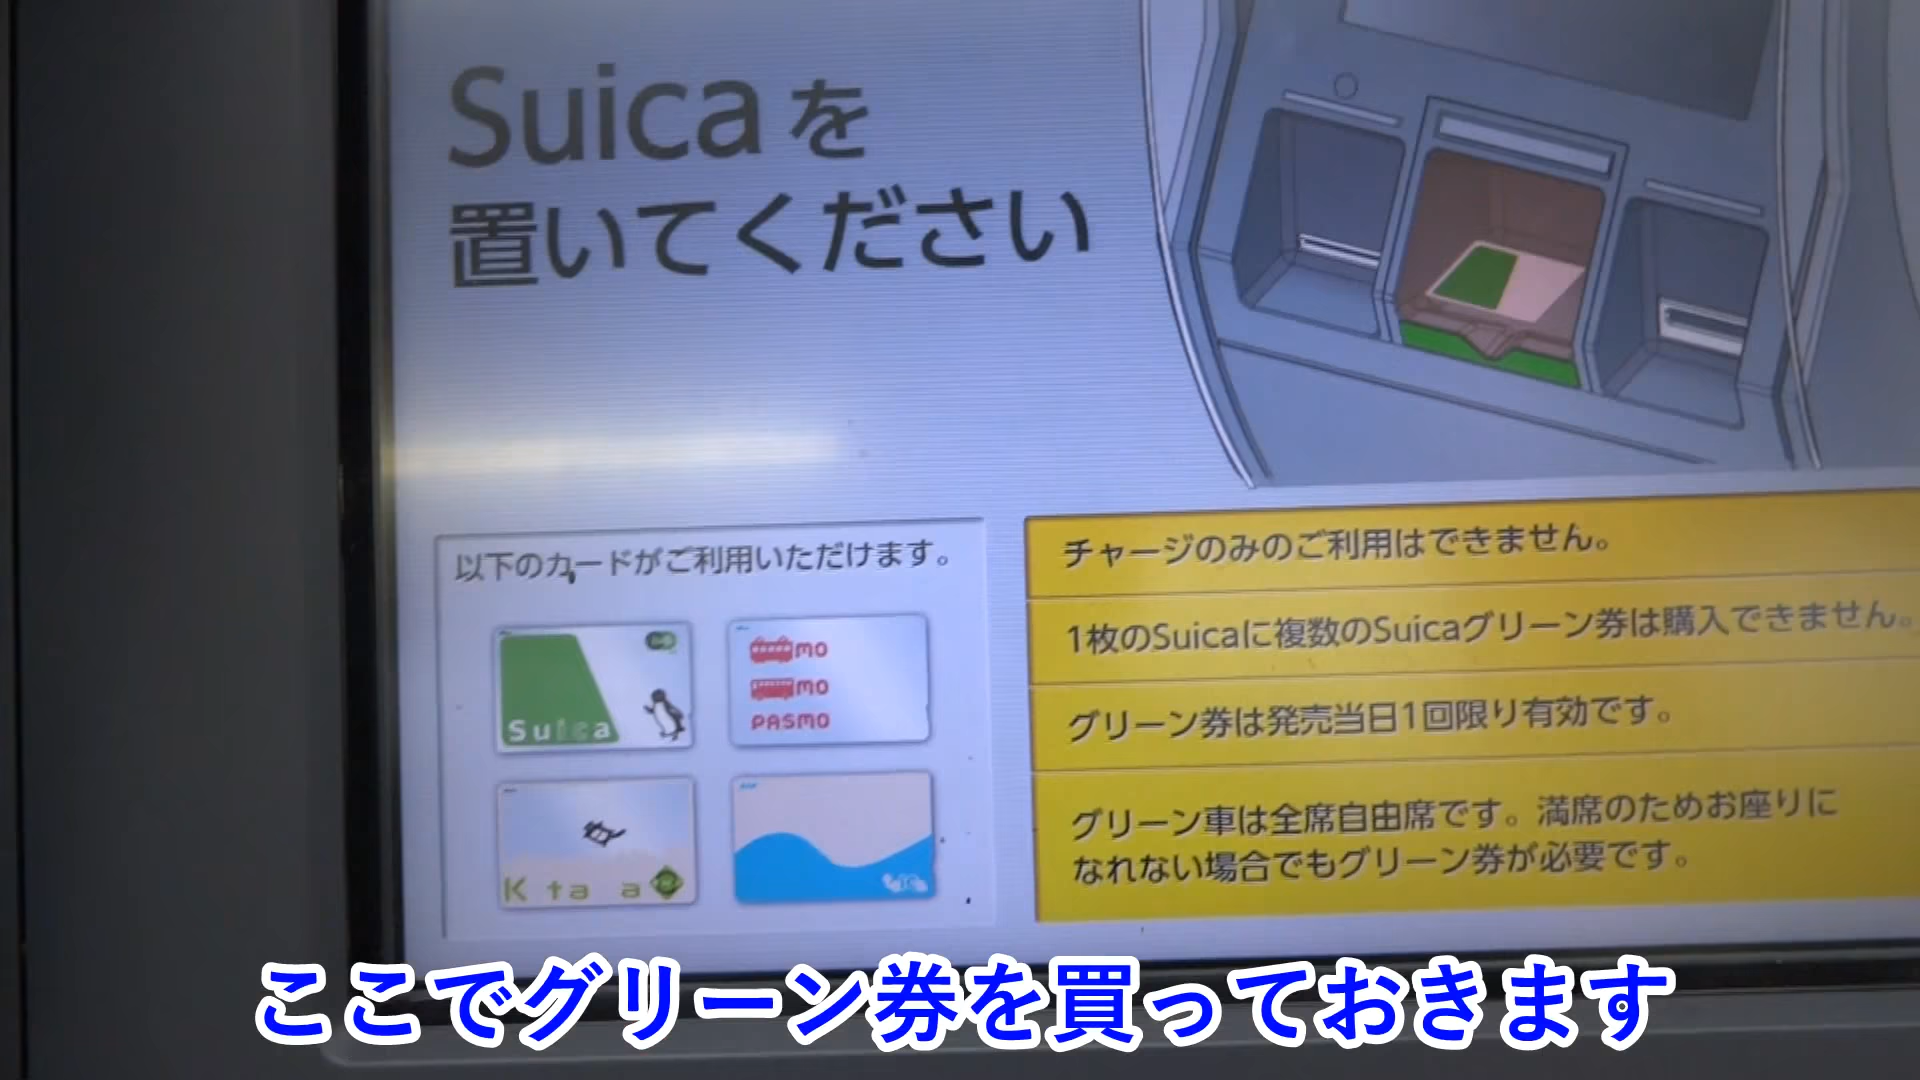 Suicaを
置いてください
以下のカードがご利用いただけます。
Suica
mo
mo
PASMO
チャージのみのご利用はできません。
1枚のSuicaに複数のSuicaグリーン券は購入できません。
グリーン券は発売当日1回限り有効です。
グリーン車は全席自由席です。満席のためお座りに
なれない場合でもグリーン券が必要です。
ここでグリーン券を買っておきます